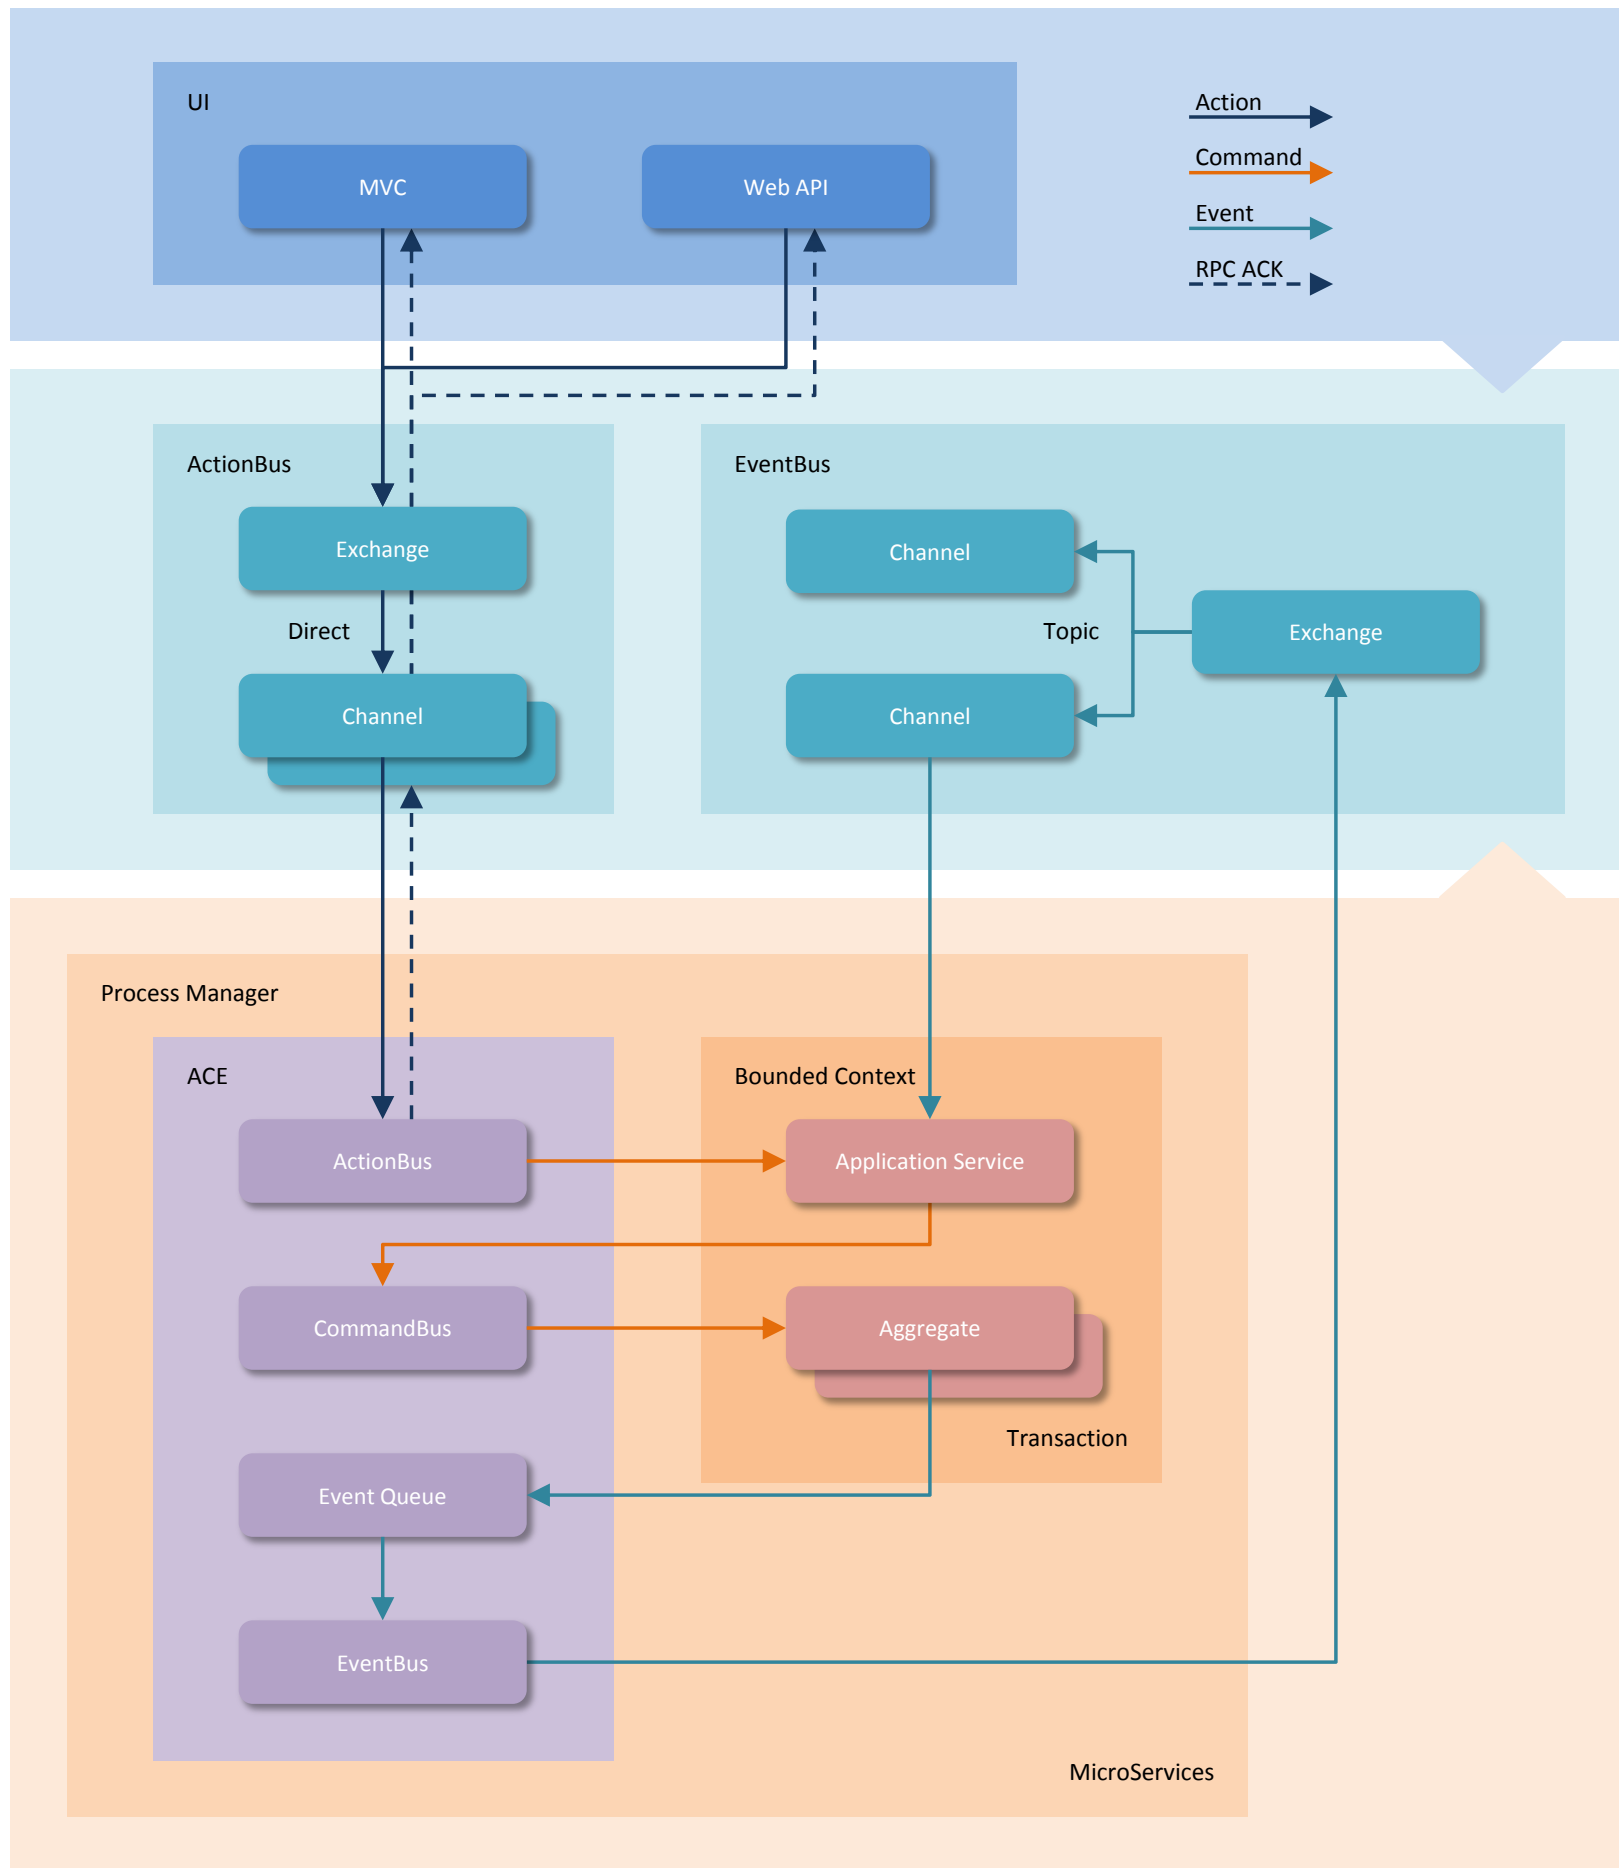 UI
MVC
Web API
Action
Command
Event
RPC ACK
ActionBus
Exchange
Direct
Channel
EventBus
Channel
Topic
Exchange
Channel
Process Manager
ACE
Bounded Context
ActionBus
Application Service
CommandBus
Aggregate
Transaction
Event Queue
EventBus
MicroServices